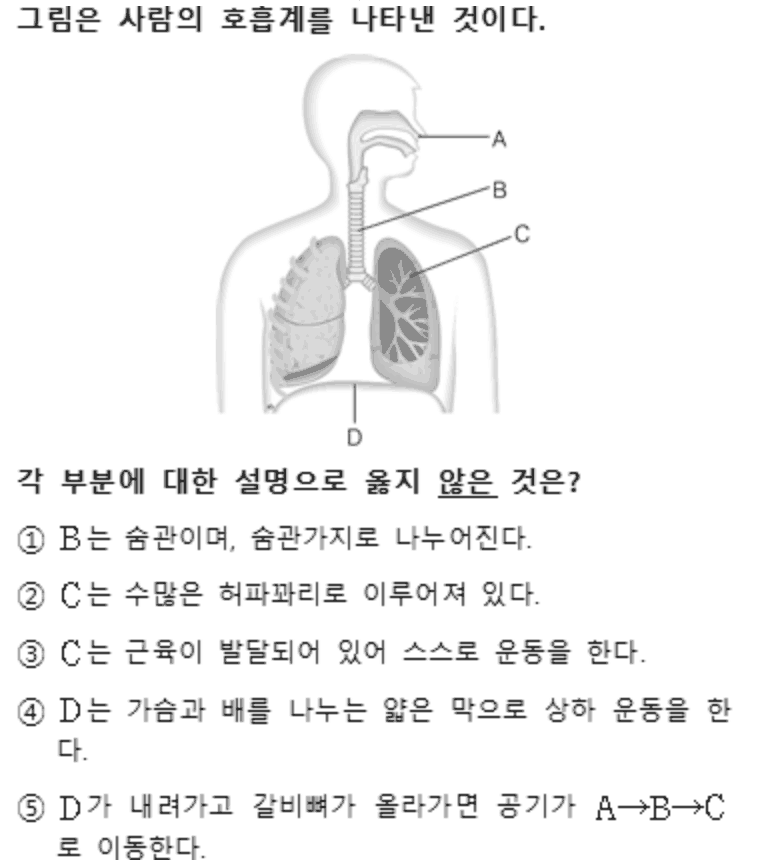 그림은 사람의 호흡계를 나타낸 것이다.
A
B
C
D
각 부분에 대한 설명으로 옳지 않은 것은?
① B는 숨관이며, 숨관가지로 나누어진다.
② C는 수많은 허파꽈리로 이루어져 있다.
③ C는 근육이 발달되어 있어 스스로 운동을 한다.
④ D는 가슴과 배를 나누는 얇은 막으로 상하 운동을 한
다.
⑤ D가 내려가고 갈비뼈가 올라가면 공기가 A→B→C
로 이동한다.